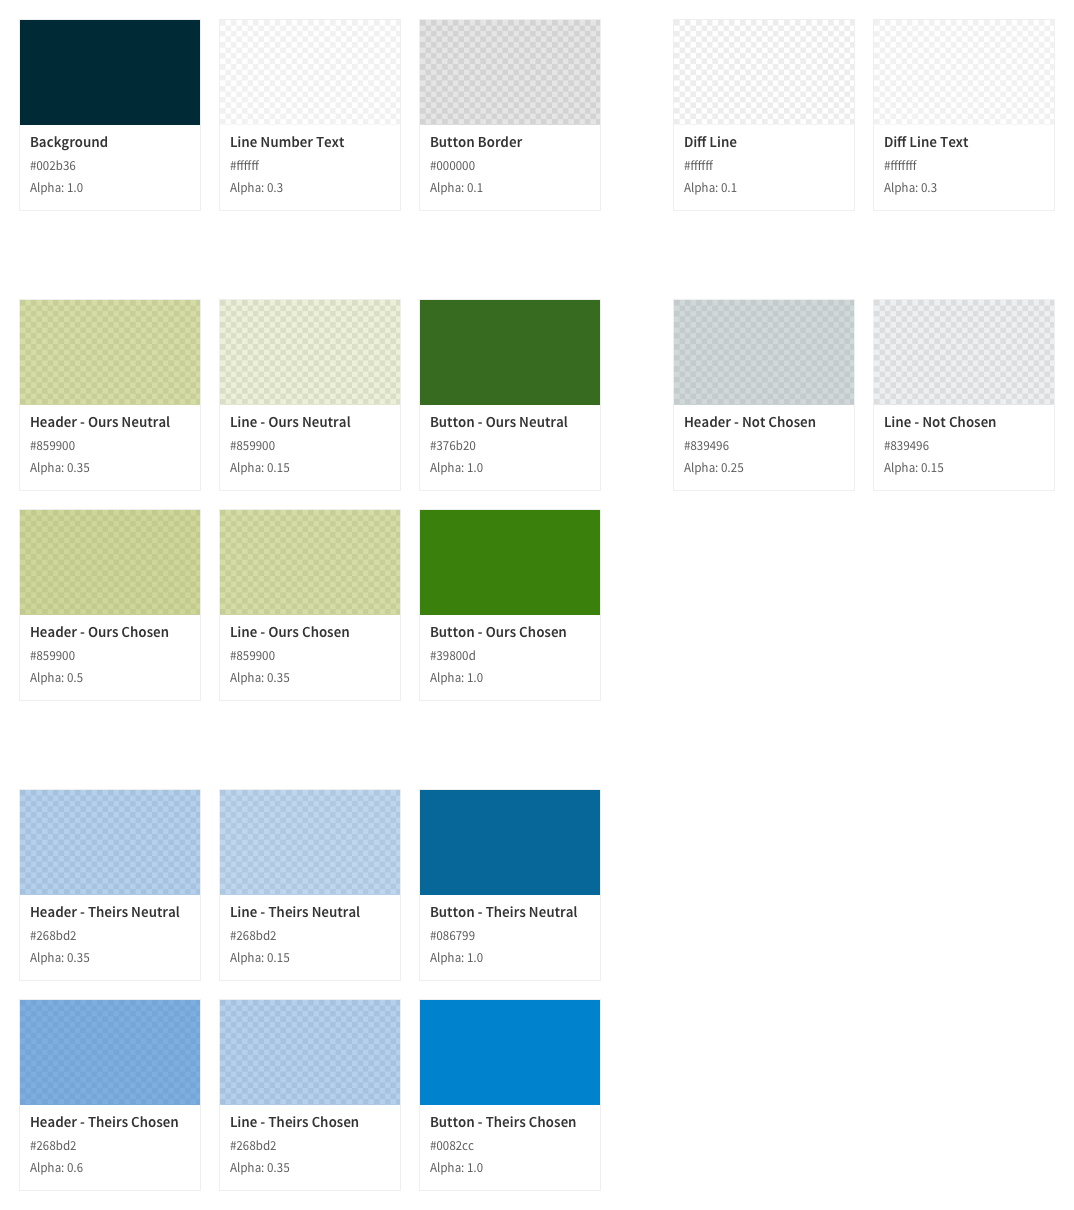 Background
#002b36
Alpha: 1.0
Line Number Text
#ffffff
Alpha: 0.3
Button Border
#000000
Alpha: 0.1
Diff Line
#ffffff
Alpha: 0.1
Diff Line Text
#fffffff
Alpha: 0.3
Header - Ours Neutral
#859900
Alpha: 0.35
Line - Ours Neutral
#859900
Alpha: 0.15
Button - Ours Neutral
#376b20
Alpha: 1.0
Header - Not Chosen
#839496
Alpha: 0.25
Line - Not Chosen
#839496
Alpha: 0.15
Header - Ours Chosen
#859900
Alpha: 0.5
Line - Ours Chosen
#859900
Alpha: 0.35
Button - Ours Chosen
#39800d
Alpha: 1.0
Header - Theirs Neutral
#268bd2
Alpha: 0.35
Line - Theirs Neutral
#268bd2
Alpha: 0.15
Button - Theirs Neutral
#086799
Alpha: 1.0
Header - Theirs Chosen
#268bd2
Alpha: 0.6
Line - Theirs Chosen
#268bd2
Alpha: 0.35
Button - Theirs Chosen
#0082cc
Alpha: 1.0